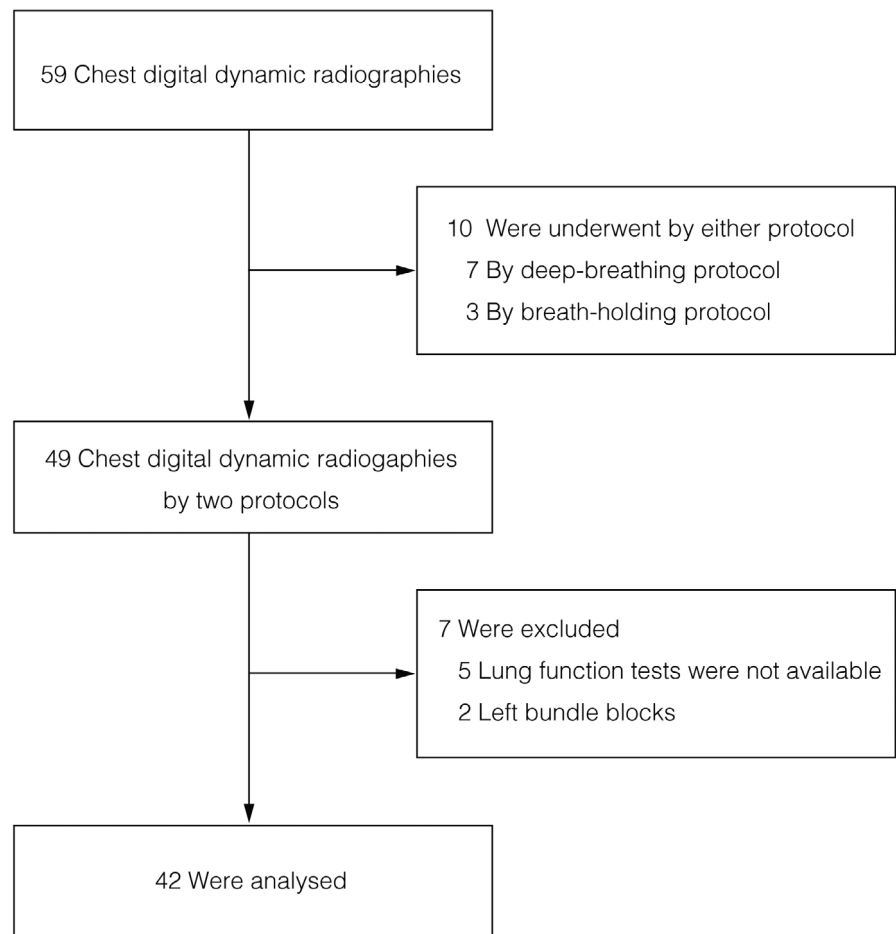 59 Chest digital dynamic radiographies
10 Were underwent by either protocol
7 By deep-breathing protocol
3 By breath-holding protocol
49 Chest digital dynamic radiogaphies
by two protocols
7 Were excluded
5 Lung function tests were not available
2 Left bundle blocks
42 Were analysed